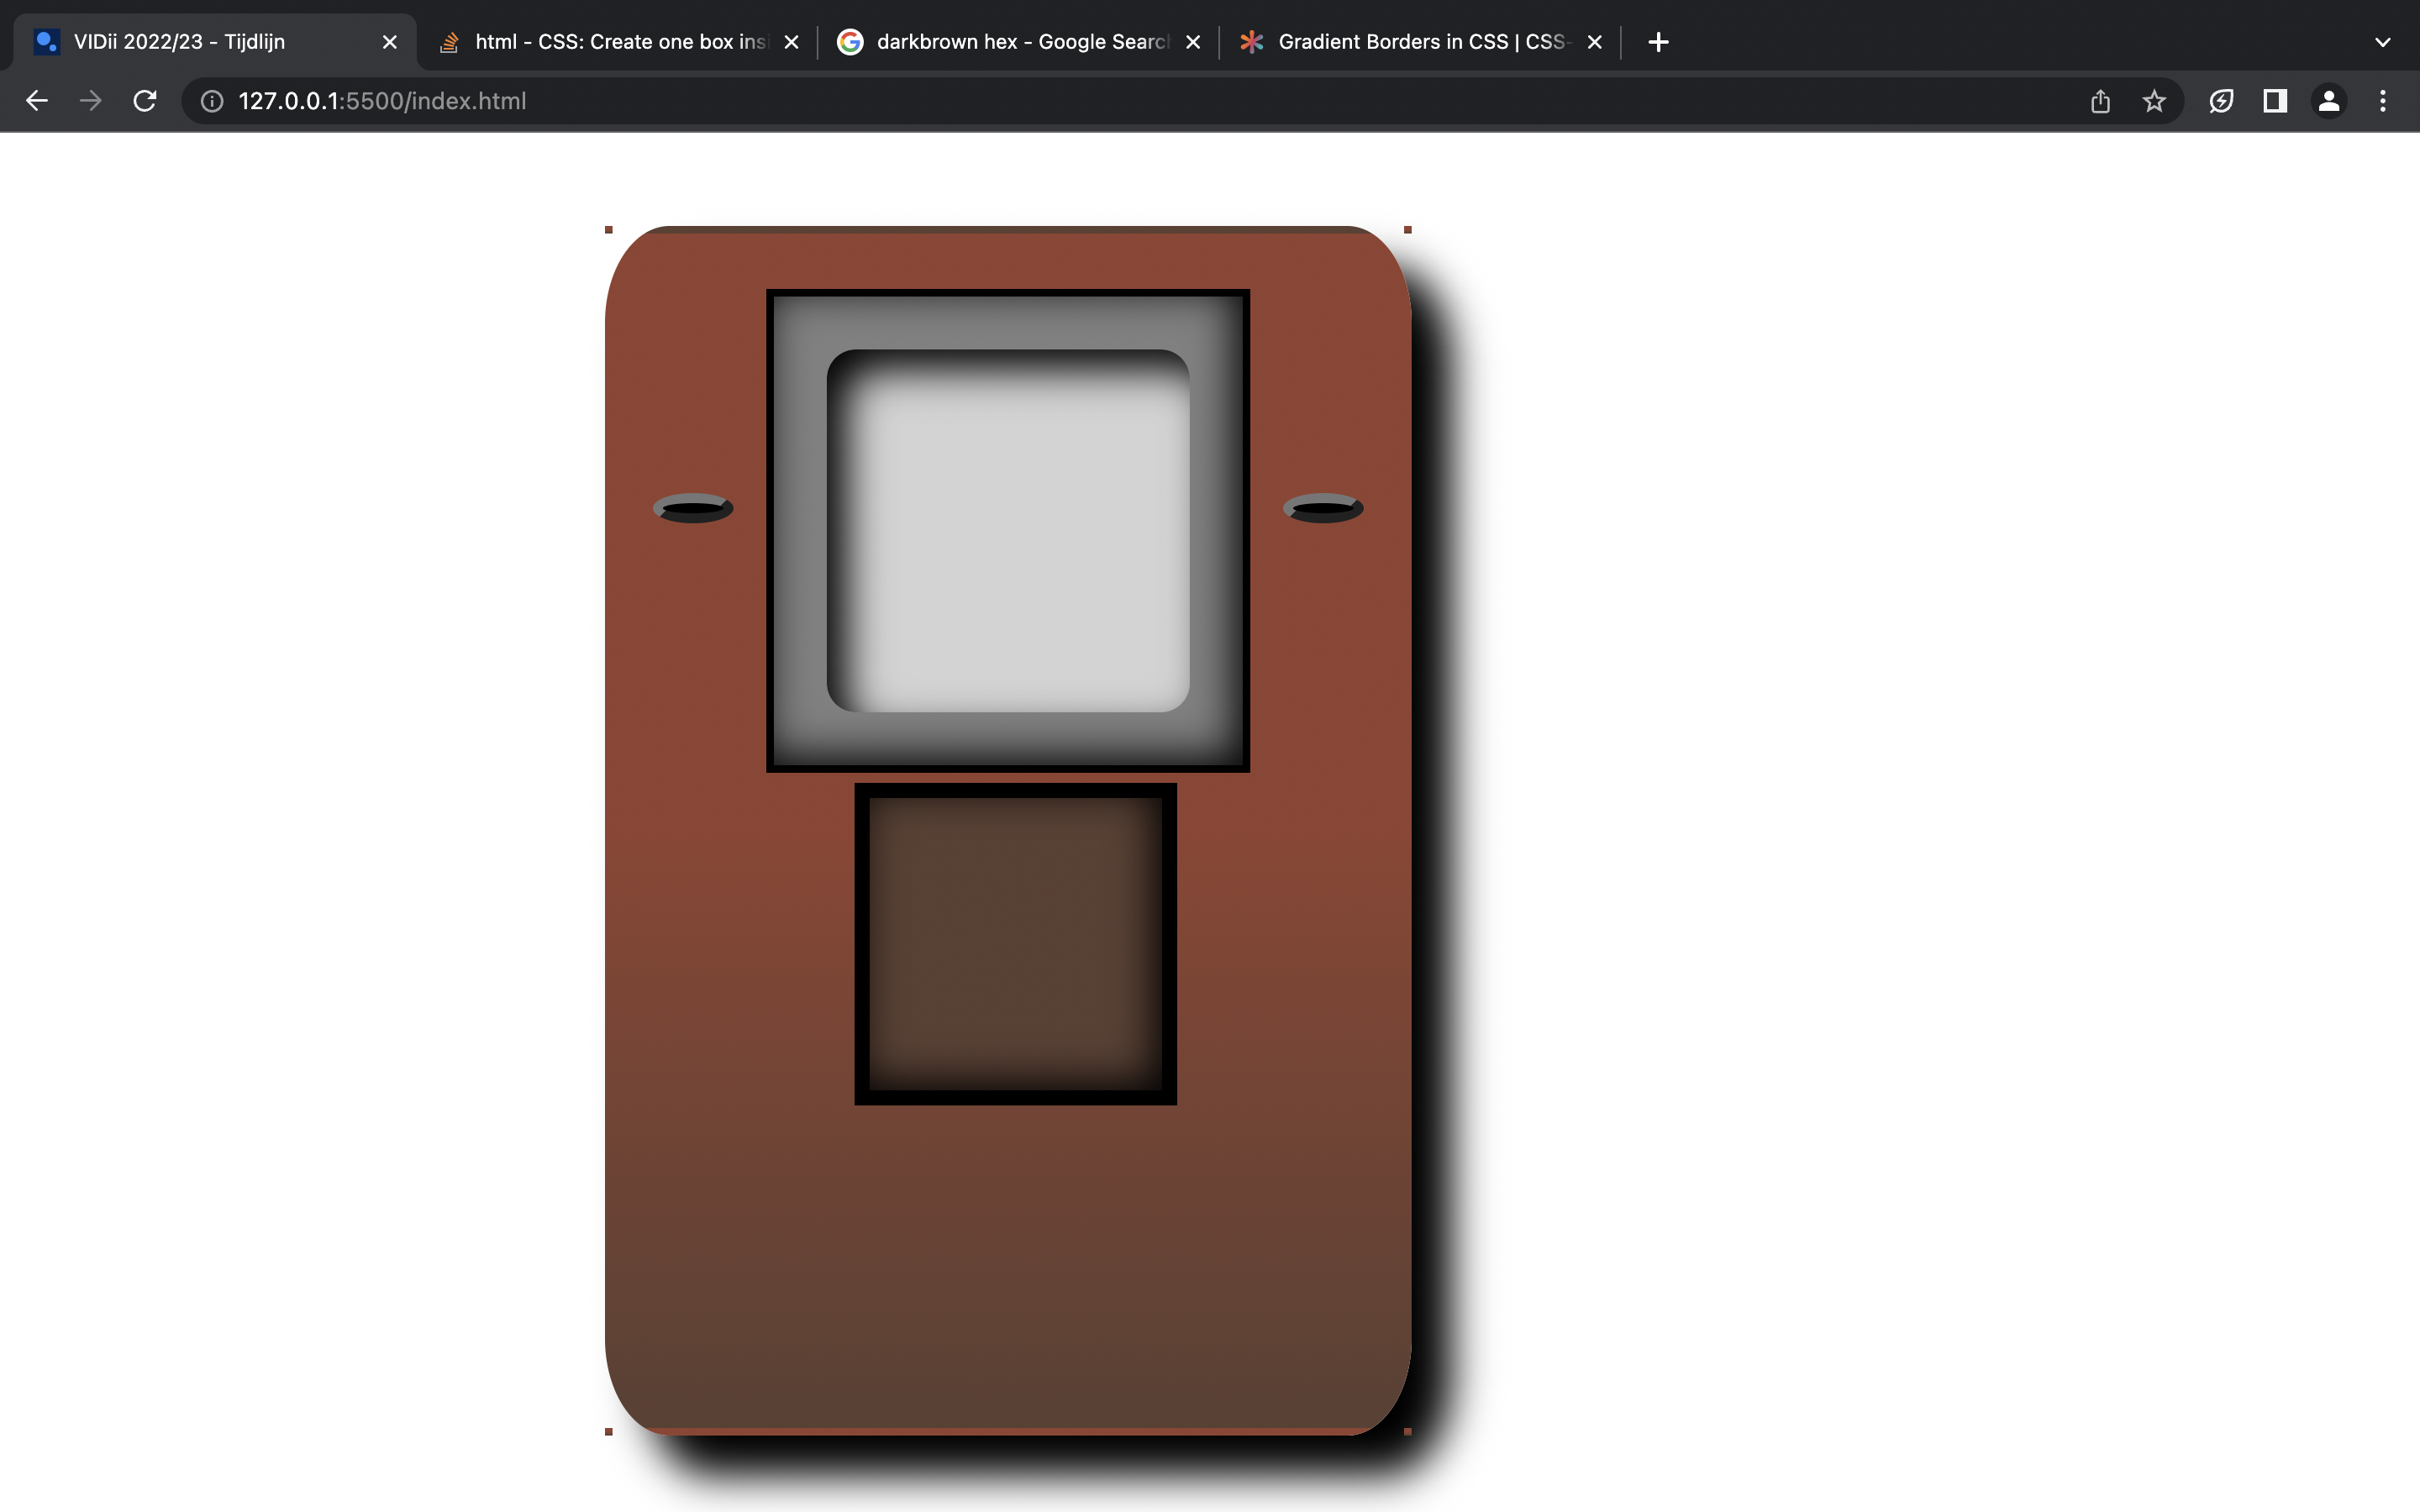 VIDii 2022/23 - Tijdlijn
html - CSS: Create one box ins
darkbrown hex - Google Search
Gradient Borders in CSS | CSS-
127.0.0.1:5500/index.html